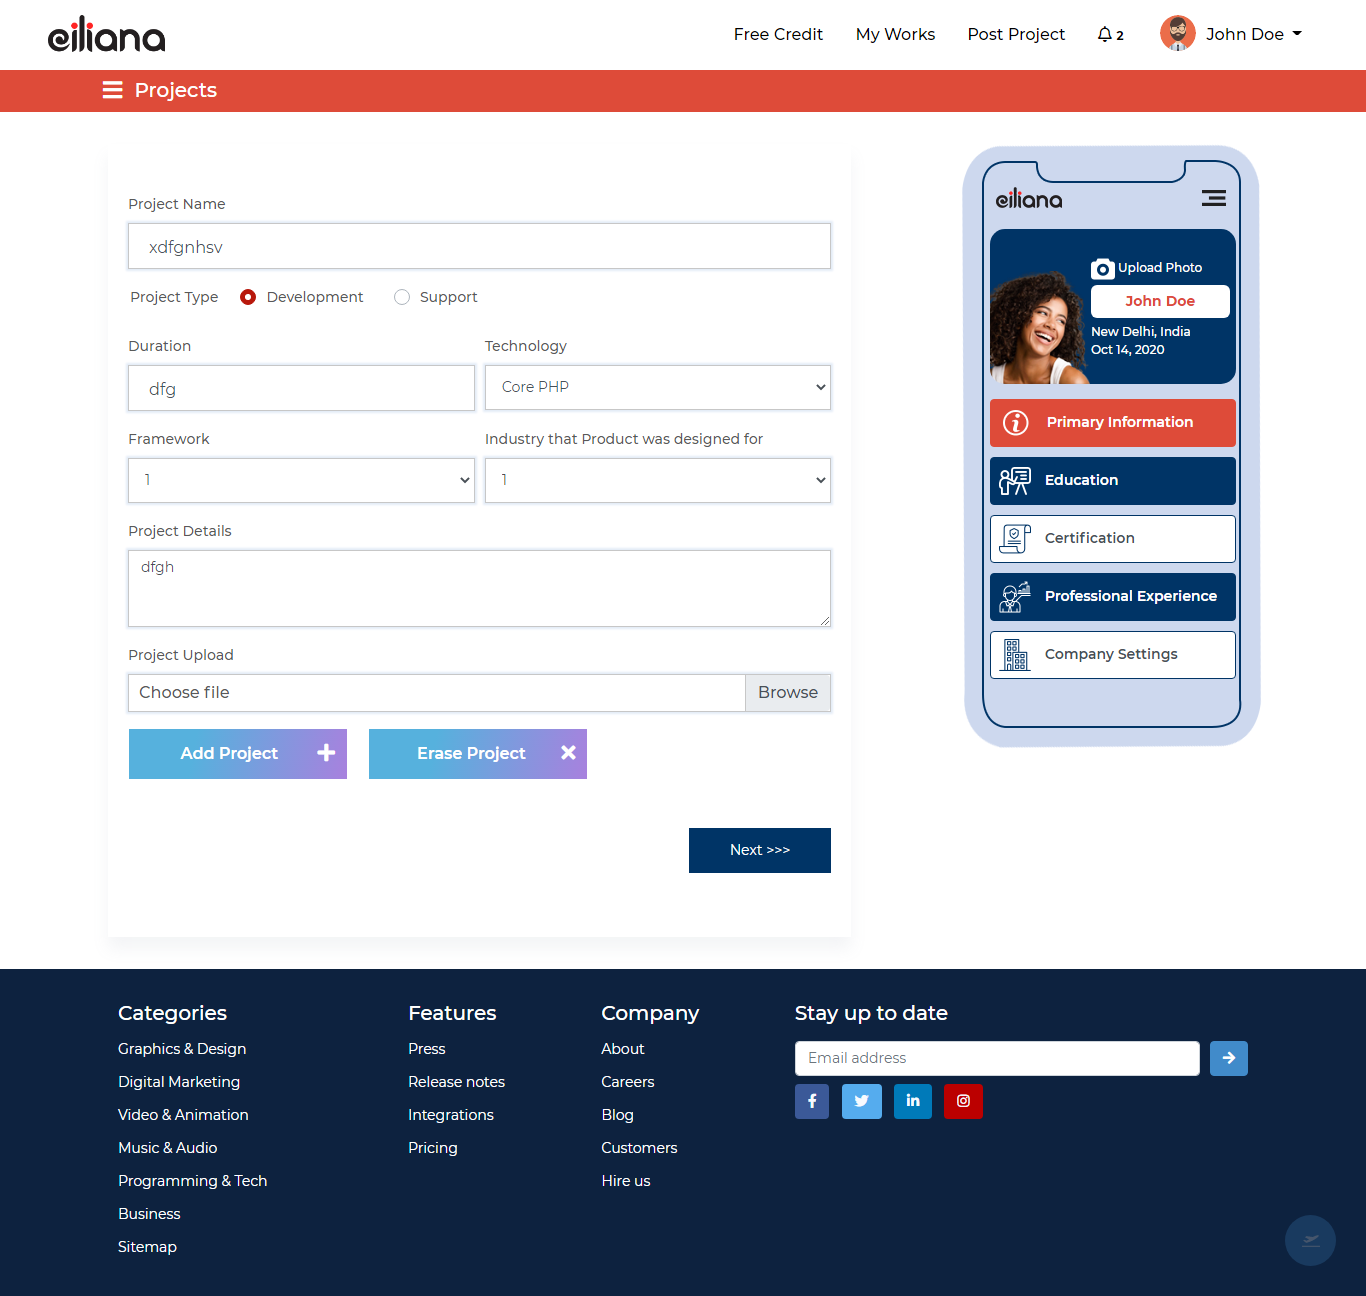 eiliana
Free Credit
My Works
Post Project
2
John Doe
Projects
Project Name
xdfgnhsv
Project Type
Development
Support
Duration
Technology
dfg
Core PHP
Framework
Industry that Product was designed for
1
1
Project Details
dfgh
Project Upload
Choose file
Browse
Add Project
Erase Project
Next >>>
eiliana
Upload Photo
John Doe
New Delhi, India
Oct 14, 2020
Primary Information
Education
Certification
Professional Experience
Company Settings
Categories
Graphics & Design
Digital Marketing
Video & Animation
Music & Audio
Programming & Tech
Business
Sitemap
Features
Press
Release notes
Integrations
Pricing
Company
About
Careers
Blog
Customers
Hire us
Stay up to date
Email address